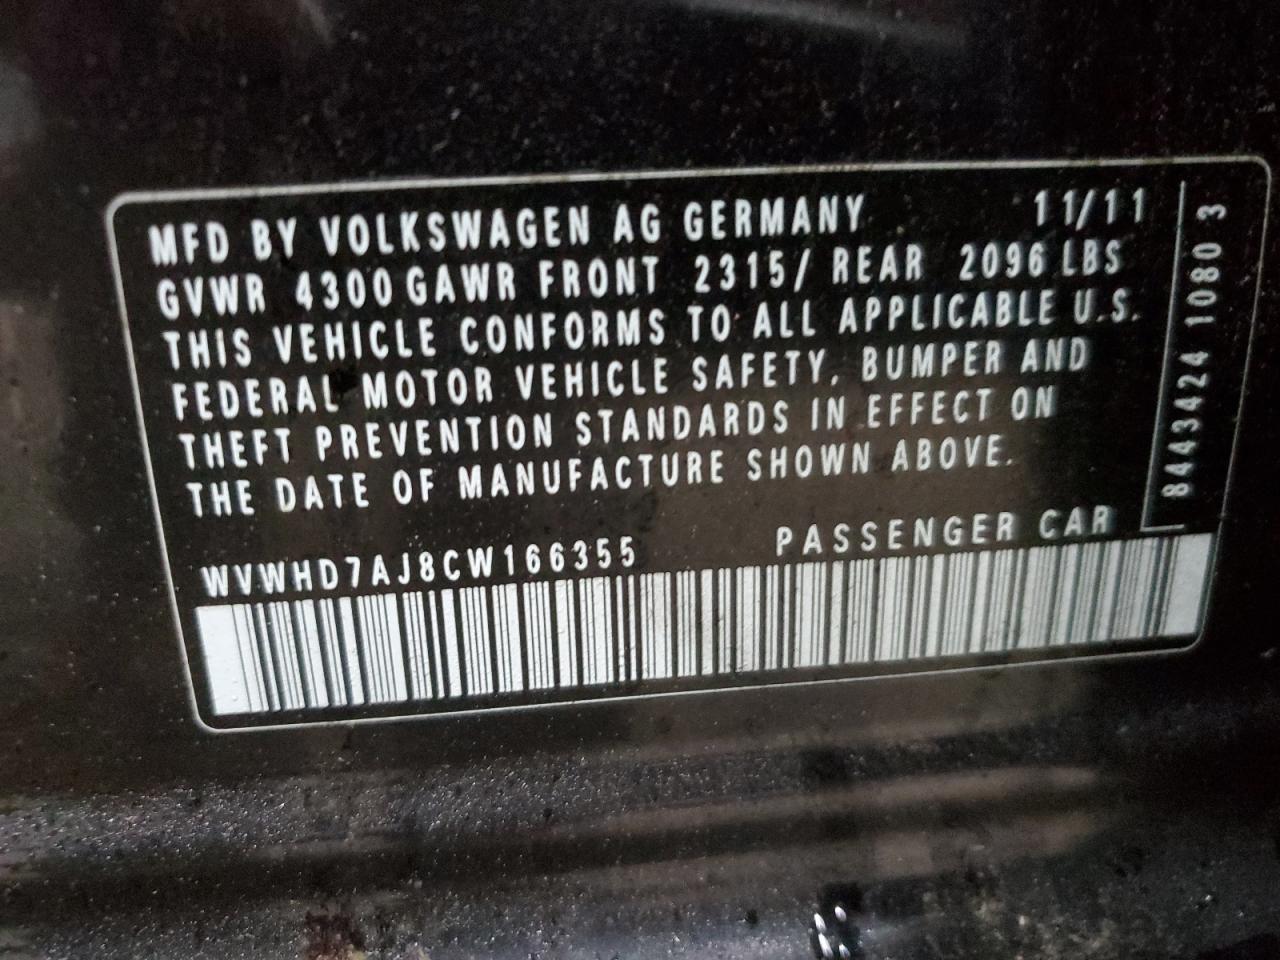 MFD BY VOLKSWAGEN AG GERMANY 11/11
GVWR 4300 GAWR FRONT 2315/ REAR 2096 LBS
THIS VEHICLE CONFORMS TO ALL APPLICABLE U.S.
FEDERAL MOTOR VEHICLE SAFETY, BUMPER AND
THEFT PREVENTION STANDARDS IN EFFECT ON
THE DATE OF MANUFACTURE SHOWN ABOVE.
WVWHD7AJ8CW166355 PASSENGER CAR
8443424 1080 3